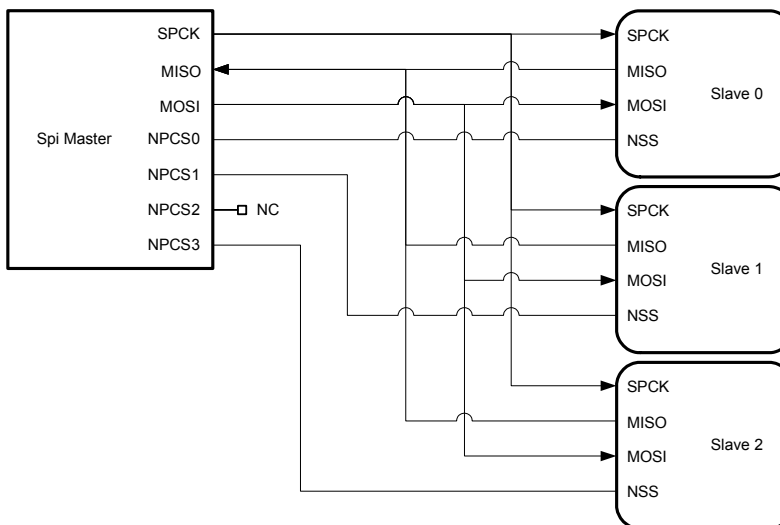 Spi Master
SPCK
MISO
MOSI
NPCS0
NPCS1
NPCS2
NC
NPCS3
SPCK
MISO
MOSI
NSS
Slave 0
SPCK
MISO
MOSI
NSS
Slave 1
SPCK
MISO
MOSI
NSS
Slave 2